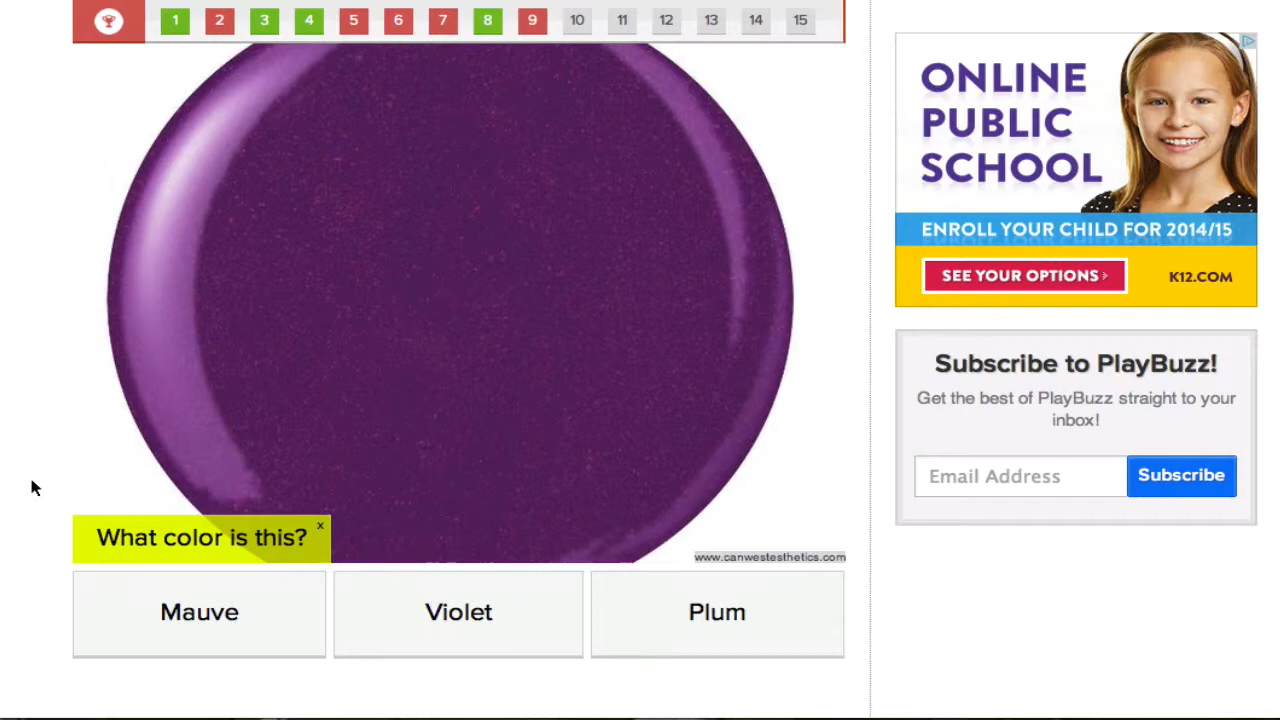 1 2 3 4 5 6 7 8 9 10 11 12 13 14 15
What color is this? x
www.canwestesthetics.com
Mauve Violet Plum
ONLINE
PUBLIC
SCHOOL
ENROLL YOUR CHILD FOR 2014/15
SEE YOUR OPTIONS K12.COM
Subscribe to PlayBuzz!
Get the best of PlayBuzz straight to your
inbox!
Email Address Subscribe